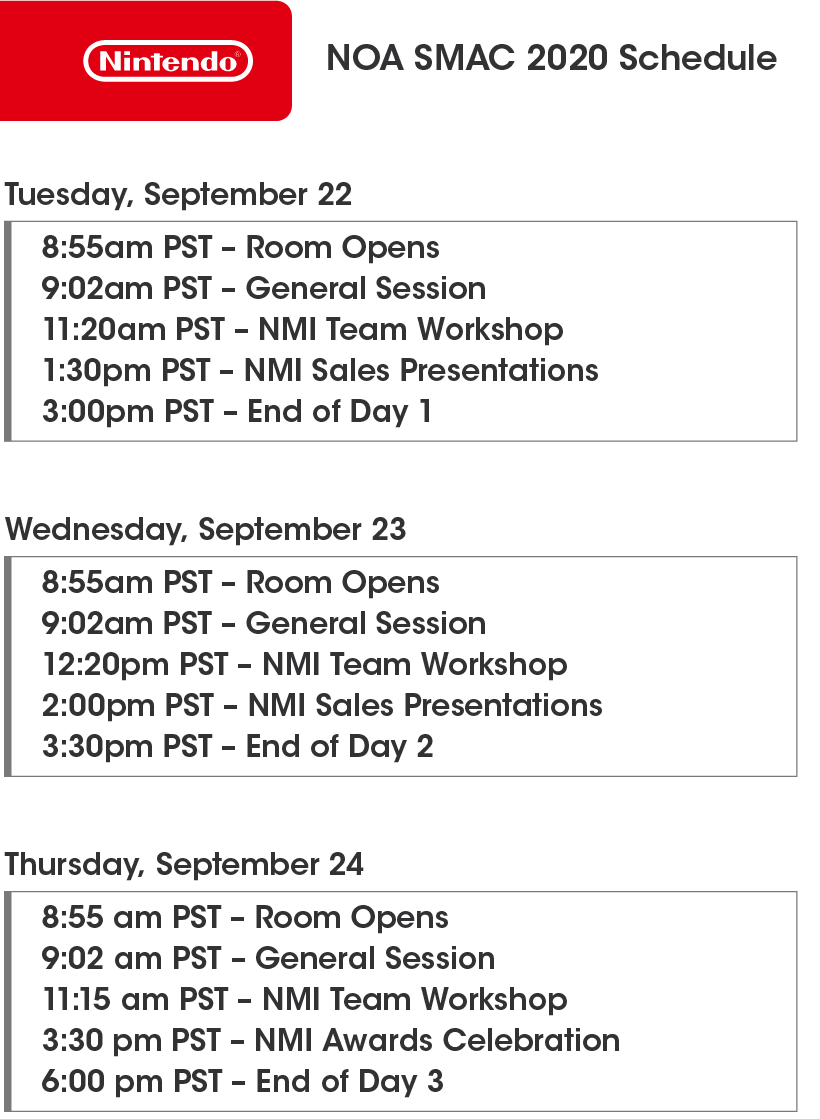 Nintendo®
NOA SMAC 2020 Schedule
Tuesday, September 22
8:55am PST – Room Opens
9:02am PST – General Session
11:20am PST – NMI Team Workshop
1:30pm PST – NMI Sales Presentations
3:00pm PST – End of Day 1
Wednesday, September 23
8:55am PST – Room Opens
9:02am PST – General Session
12:20pm PST – NMI Team Workshop
2:00pm PST – NMI Sales Presentations
3:30pm PST – End of Day 2
Thursday, September 24
8:55 am PST – Room Opens
9:02 am PST – General Session
11:15 am PST – NMI Team Workshop
3:30 pm PST – NMI Awards Celebration
6:00 pm PST – End of Day 3